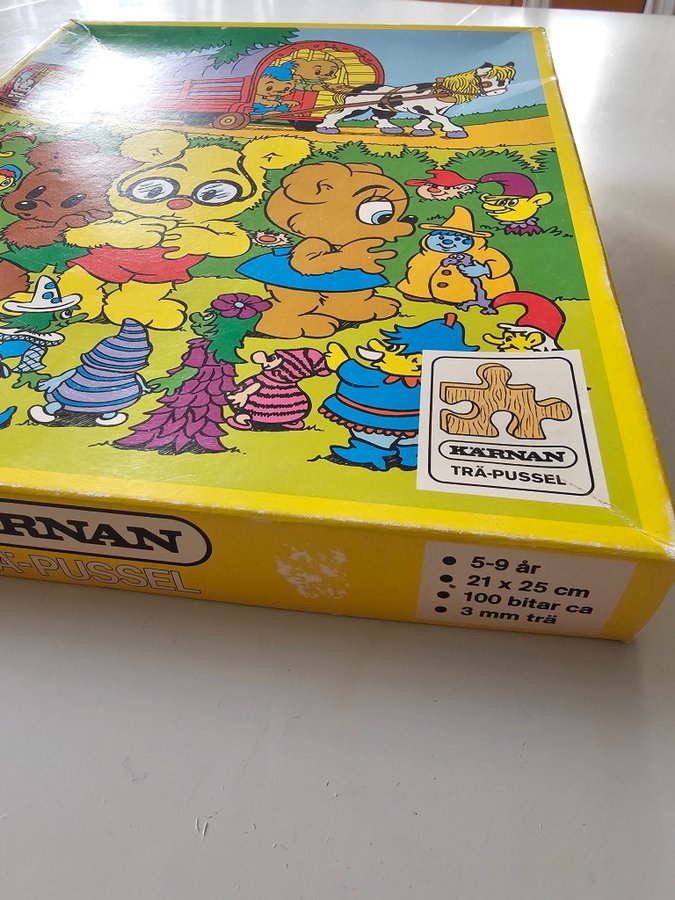 KÄRNAN
TRÄ-PUSSEL
RNAN
-PUSSEL
● 5-9 år
● 21 x 25 cm
● 100 bitar ca
● 3 mm trä